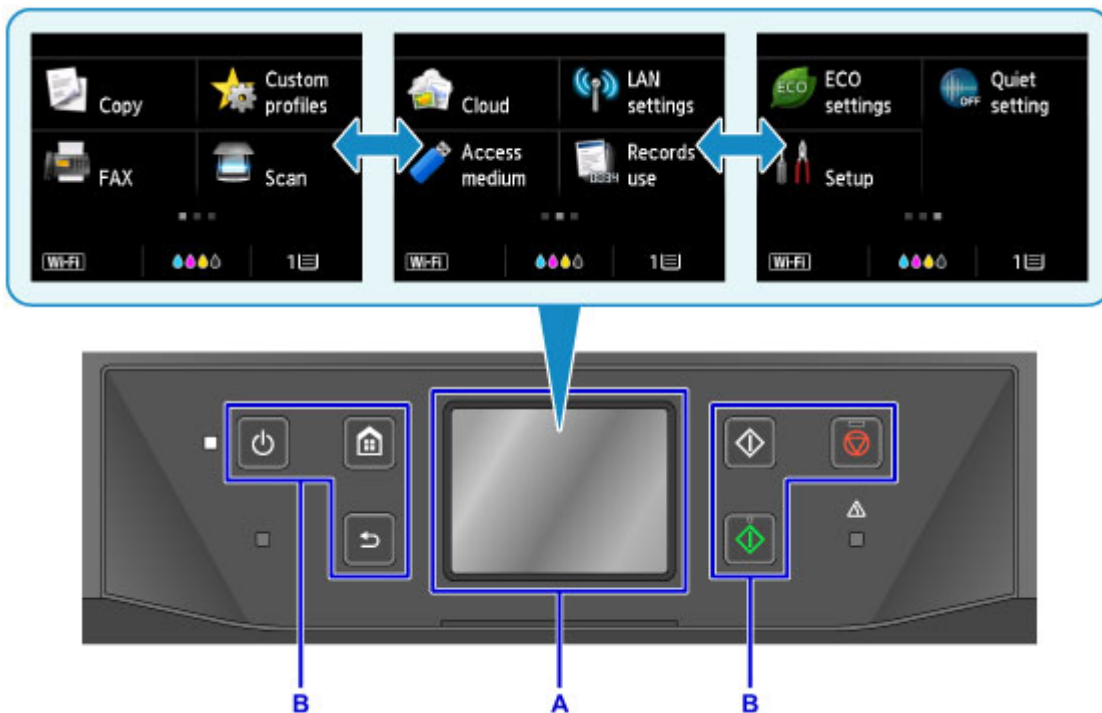 Copy
Custom
profiles
FAX
Scan
Wi-Fi
1
Cloud
LAN
settings
Access
medium
Records
use
Wi-Fi
1
ECO
ECO
settings
OFF
Quiet
setting
Setup
Wi-Fi
1
B
A
B